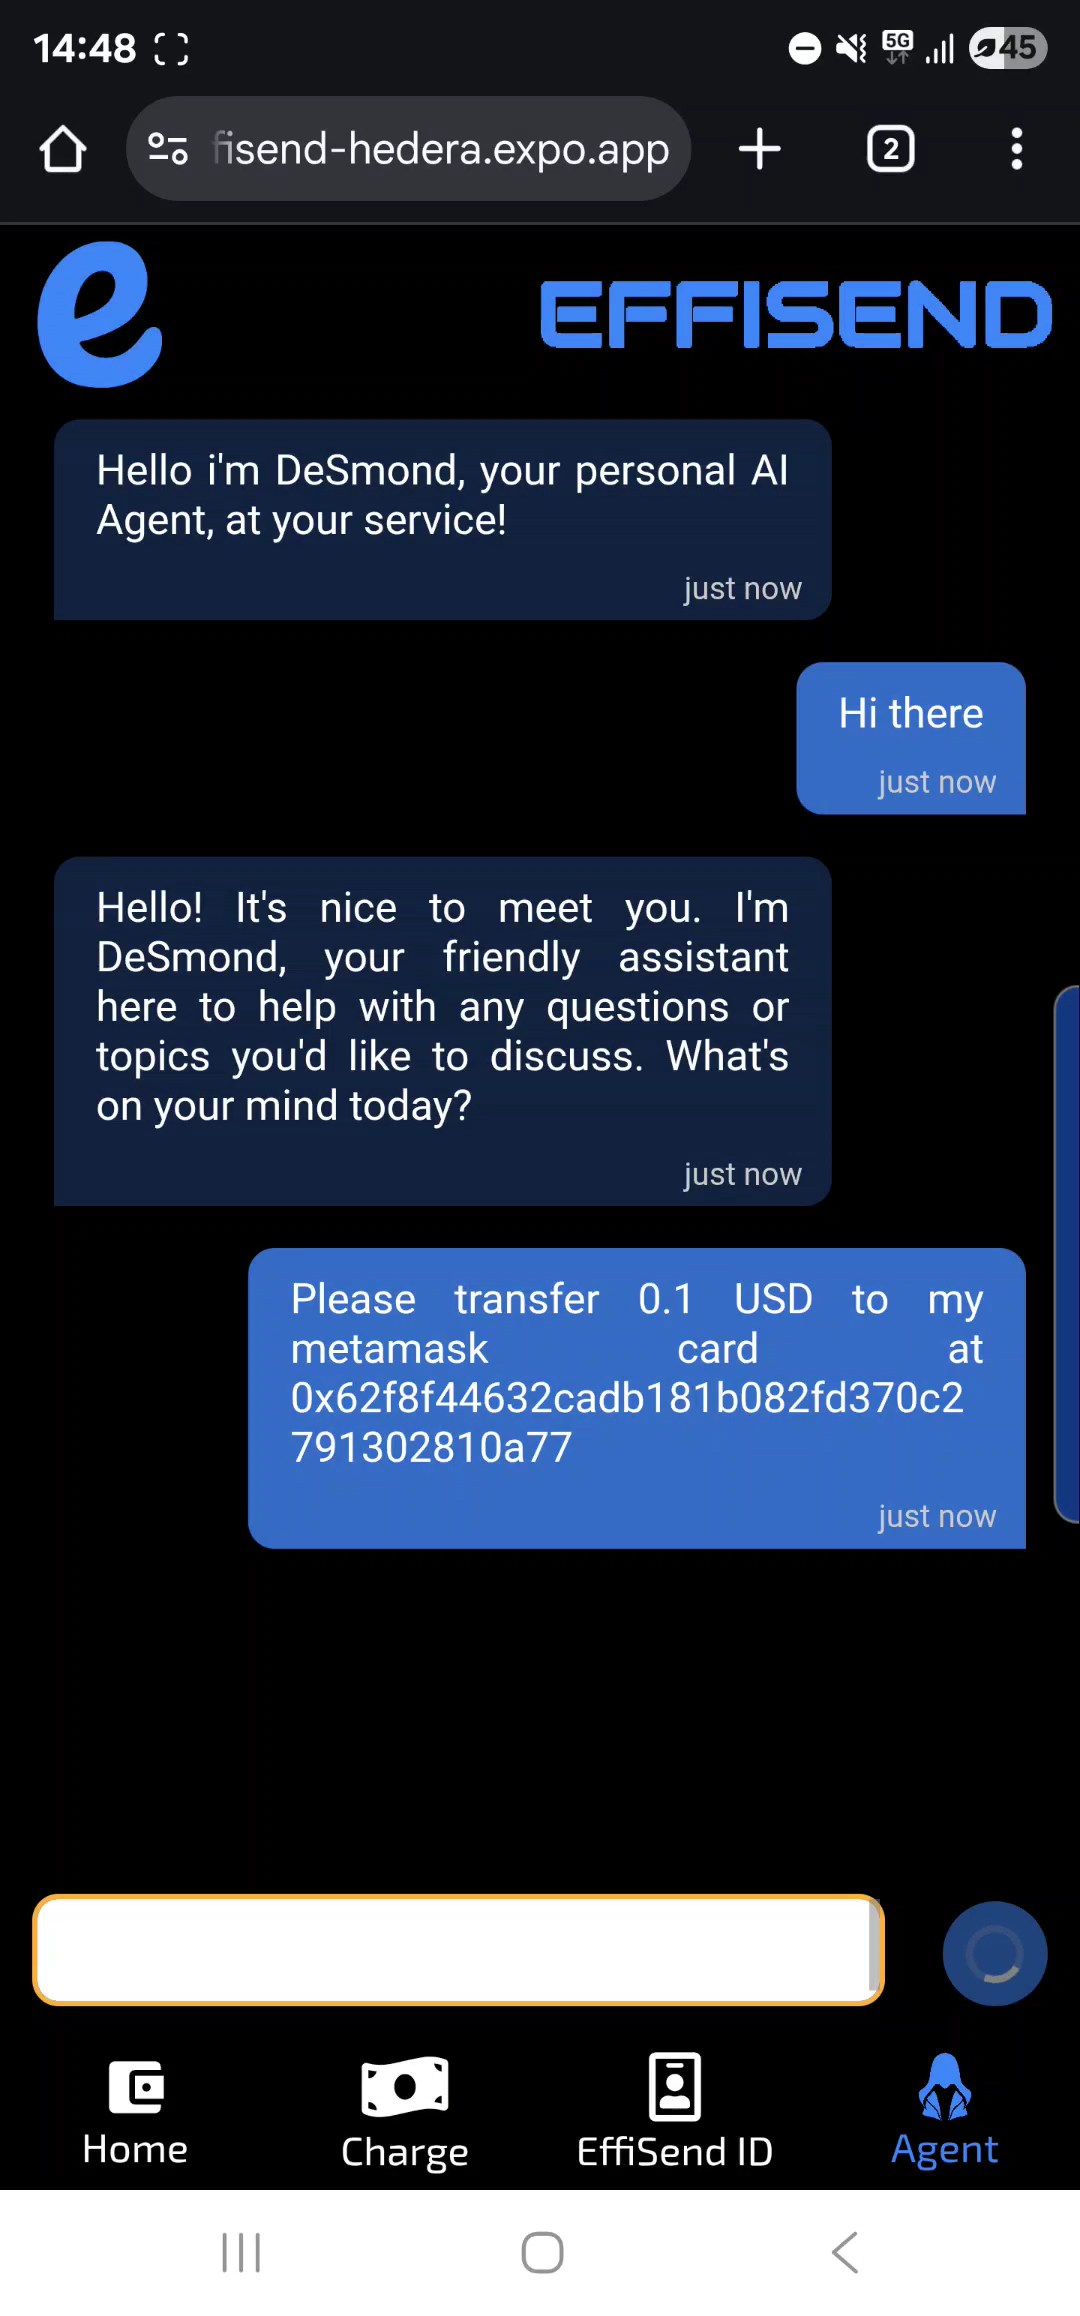 14:48
5G
45
fisend-hedera.expo.app
2
e
EFFISEND
Hello i'm DeSmond, your personal AI
Agent, at your service!
just now
Hi there
just now
Hello! It's nice to meet you. I'm
DeSmond, your friendly assistant
here to help with any questions or
topics you'd like to discuss. What's
on your mind today?
just now
Please transfer 0.1 USD to my
metamask card at
0x62f8f44632cadb181b082fd370c2
791302810a77
just now
Home
Charge
EffiSend ID
Agent